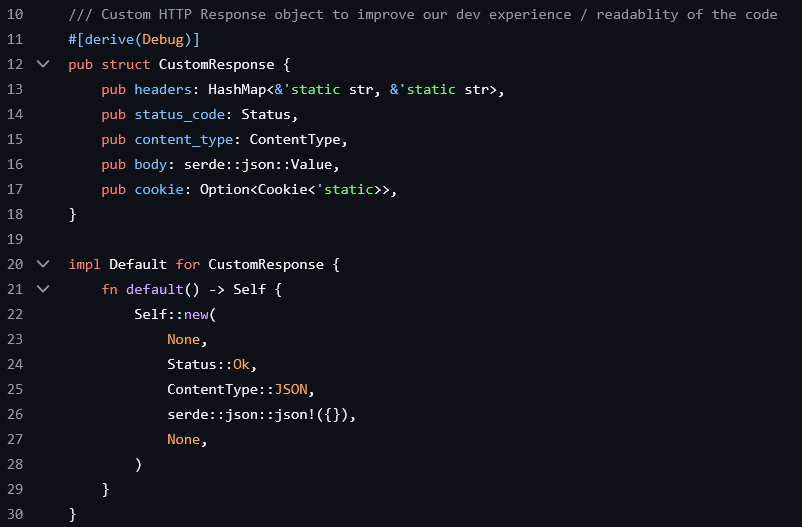 10 /// Custom HTTP Response object to improve our dev experience / readablity of the code
11 #[derive(Debug)]
12 pub struct CustomResponse {
13     pub headers: HashMap<&'static str, &'static str>,
14     pub status_code: Status,
15     pub content_type: ContentType,
16     pub body: serde::json::Value,
17     pub cookie: Option<Cookie<'static>>,
18 }
19
20 impl Default for CustomResponse {
21     fn default() -> Self {
22         Self::new(
23             None,
24             Status::Ok,
25             ContentType::JSON,
26             serde::json::json!({}),
27             None,
28         )
29     }
30 }